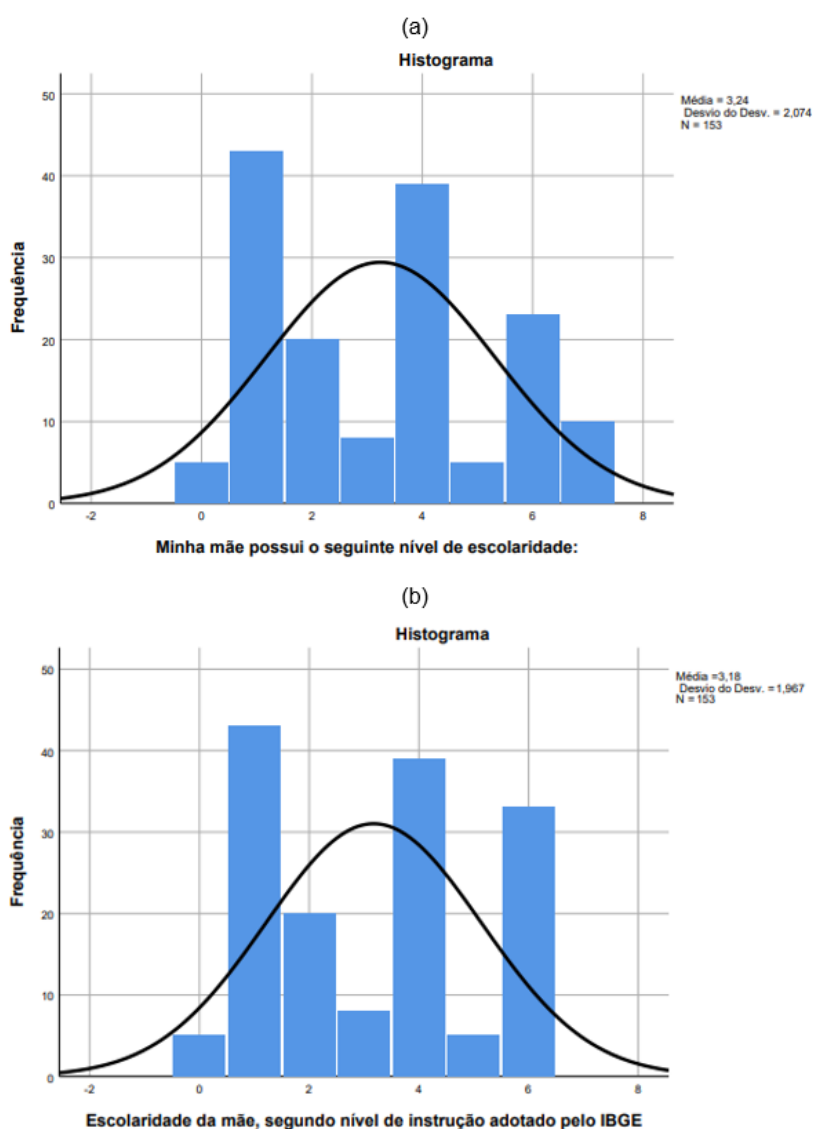 (a)
Histograma
Média = 3,24
Desvio do Desv. = 2,074
N = 153
50
40
30
20
10
0
-2 0 2 4 6 8
Frequência
Minha mãe possui o seguinte nível de escolaridade:
(b)
Histograma
Média =3,18
Desvio do Desv. =1,967
N =153
50
40
30
20
10
0
-2 0 2 4 6 8
Frequência
Escolaridade da mãe, segundo nível de instrução adotado pelo IBGE